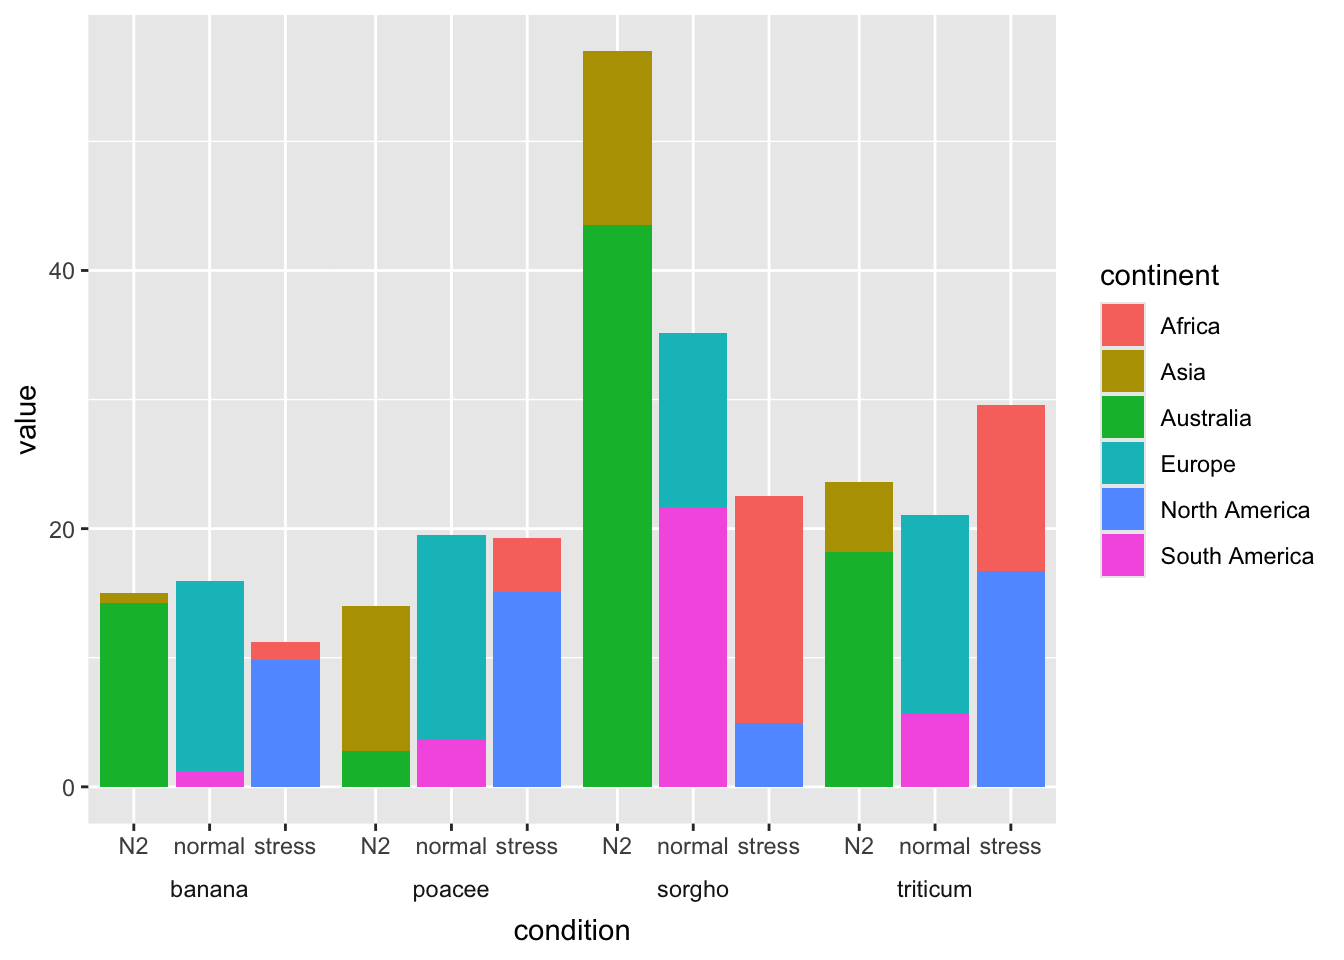 value
40
20
0
N2 normal stress N2 normal stress N2 normal stress N2 normal stress
banana poacee sorgho triticum
condition
continent
Africa
Asia
Australia
Europe
North America
South America